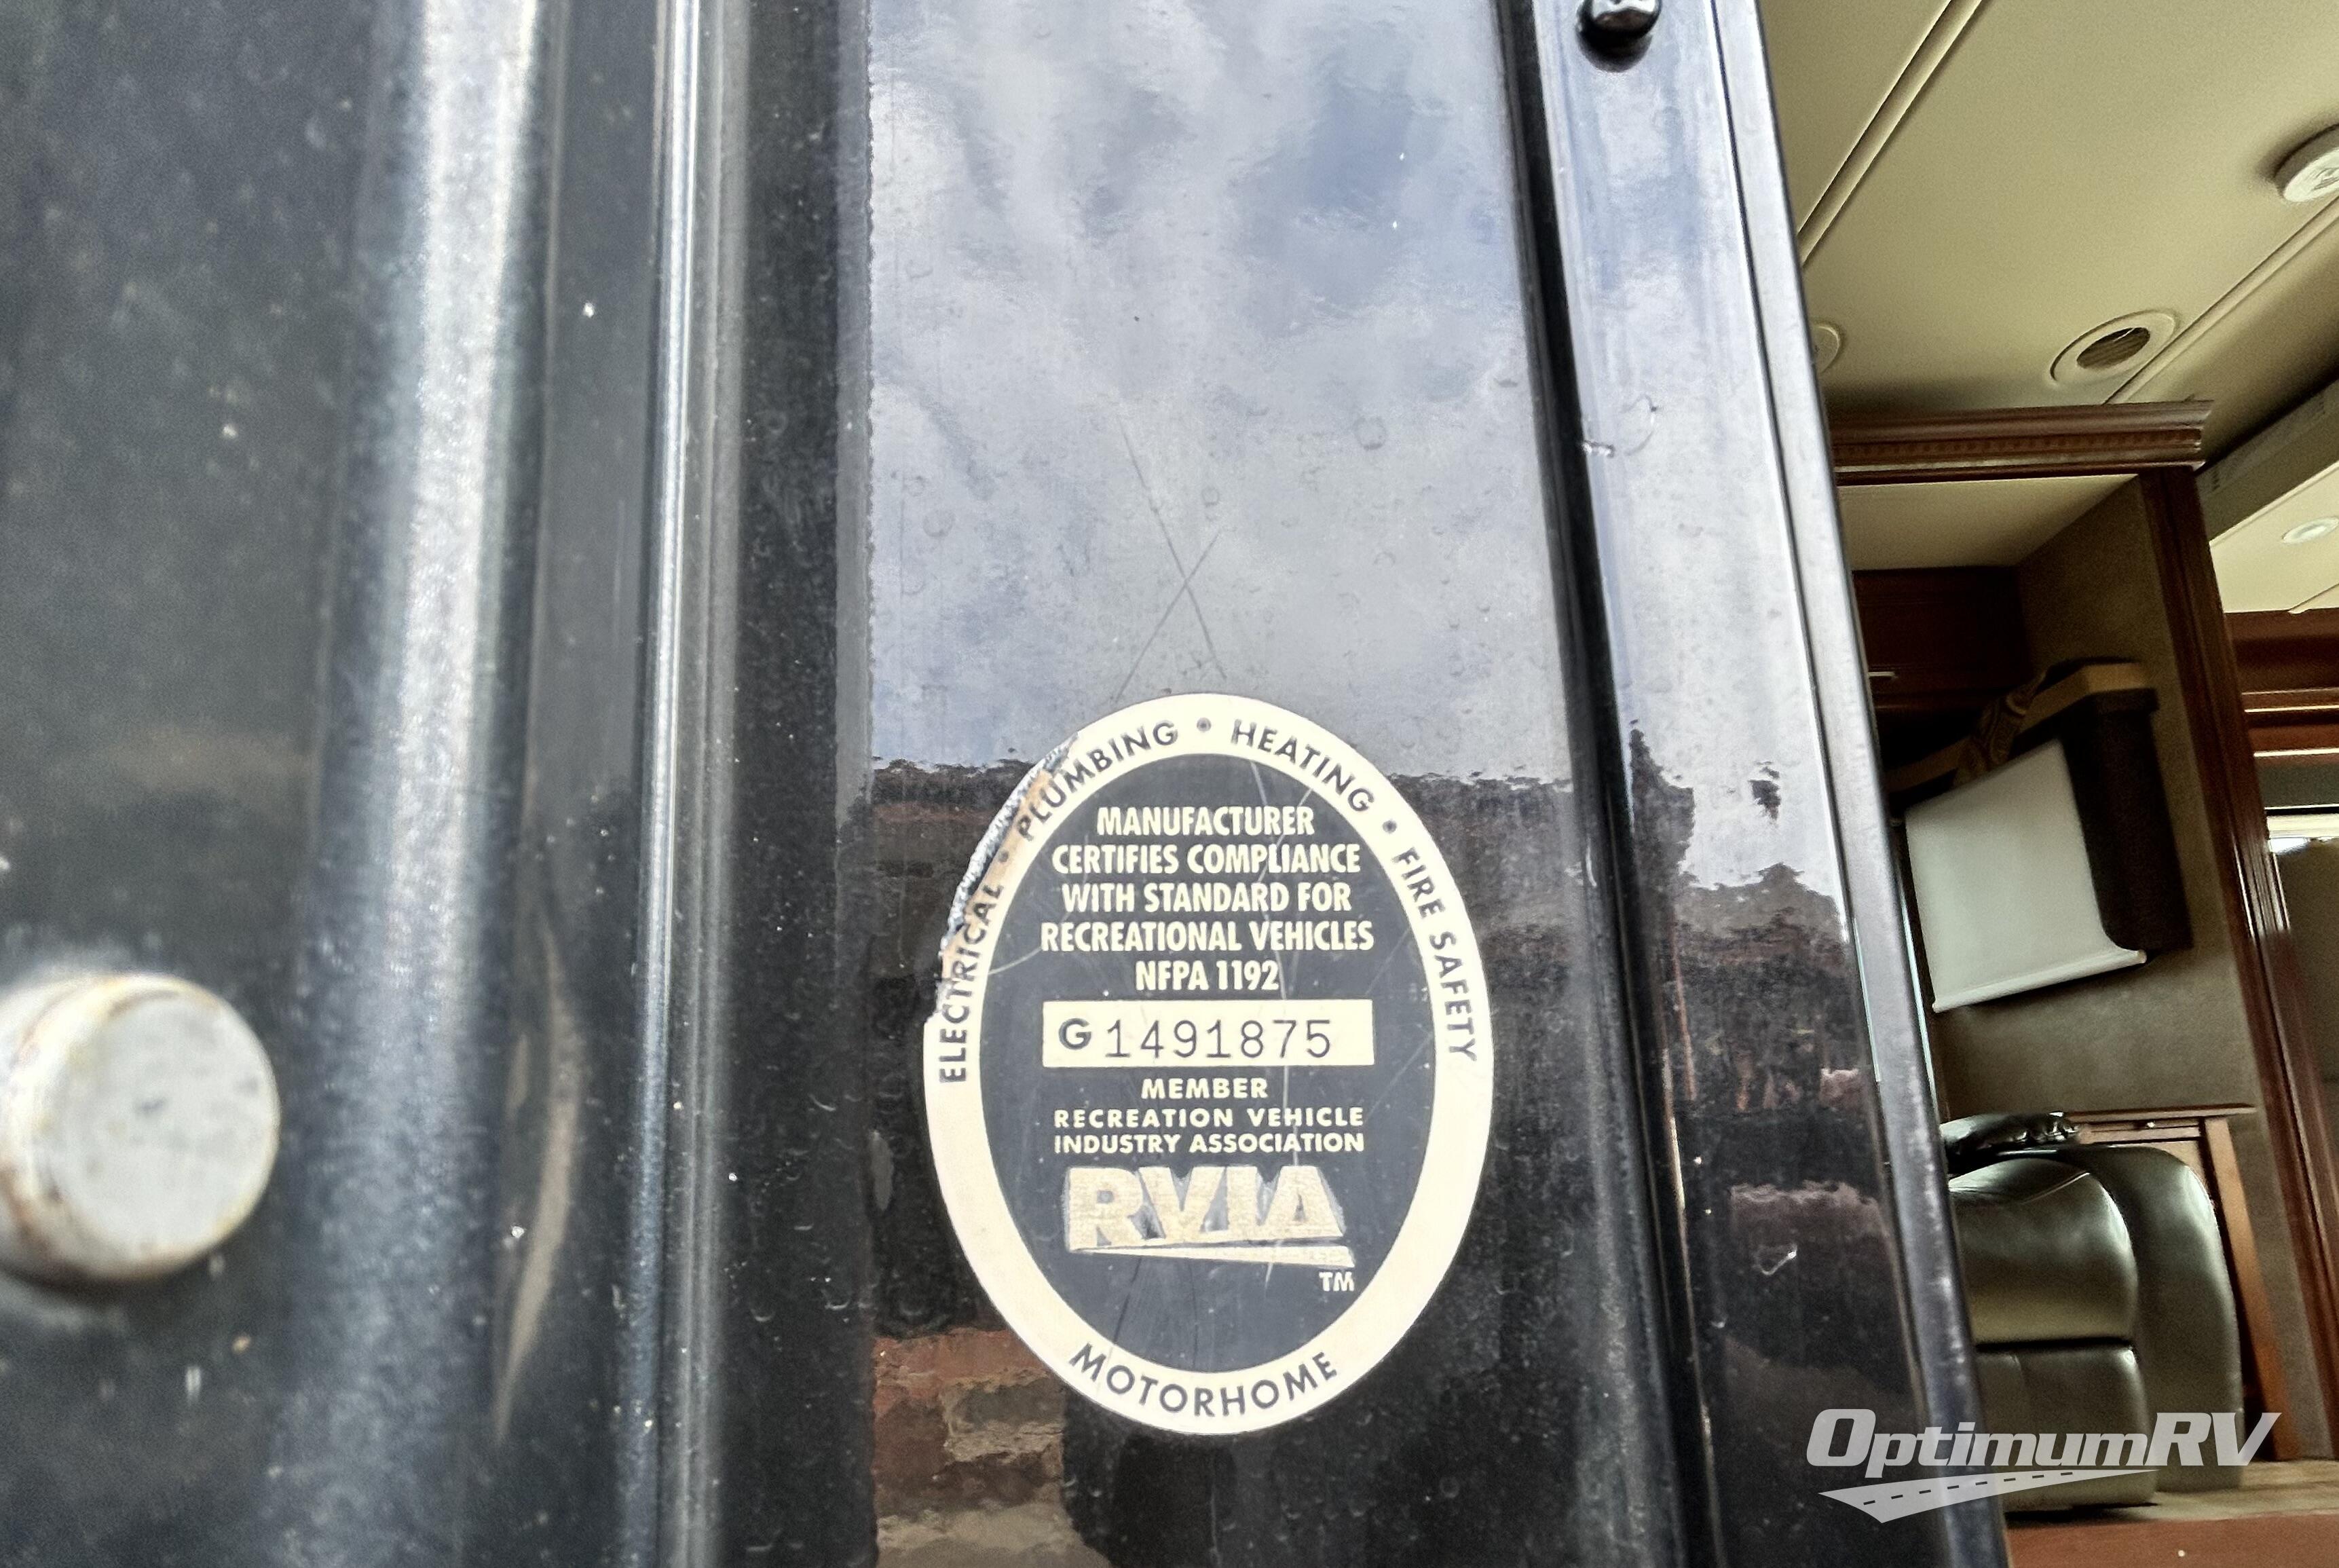 ELECTRICAL • PLUMBING • HEATING • FIRE SAFETY
MANUFACTURER
CERTIFIES COMPLIANCE
WITH STANDARD FOR
RECREATIONAL VEHICLES
NFPA 1192
G 1491875
MEMBER
RECREATION VEHICLE
INDUSTRY ASSOCIATION
RVIA
TM
MOTORHOME
OptimumRV